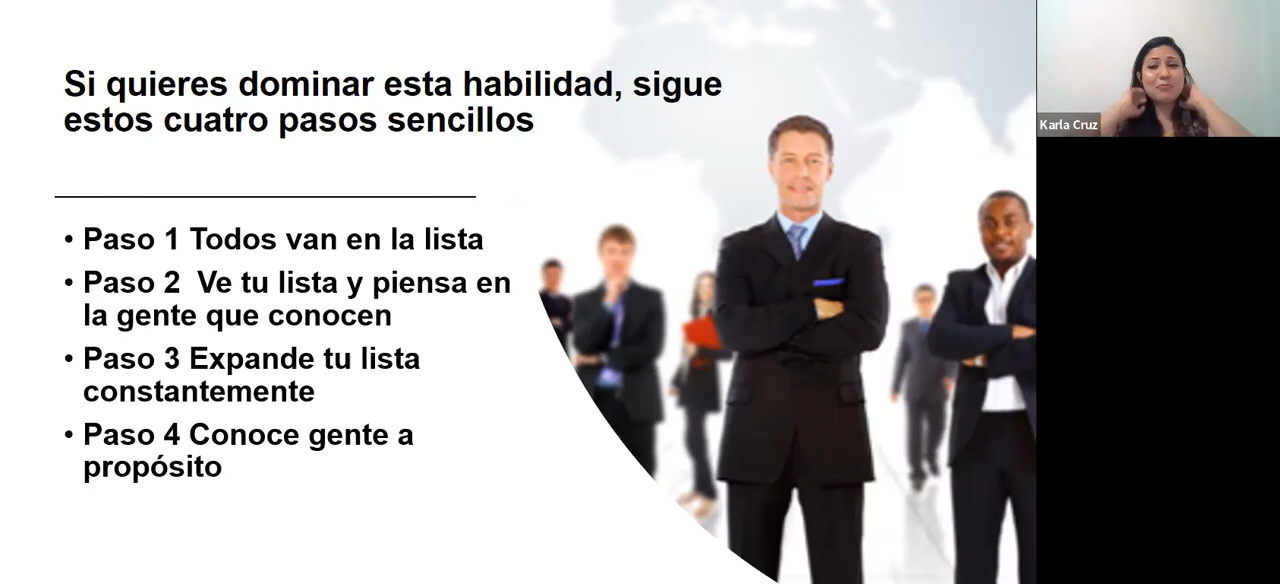 Si quieres dominar esta habilidad, sigue
estos cuatro pasos sencillos
• Paso 1 Todos van en la lista
• Paso 2  Ve tu lista y piensa en
la gente que conocen
• Paso 3 Expande tu lista
constantemente
• Paso 4 Conoce gente a
propósito
Karla Cruz